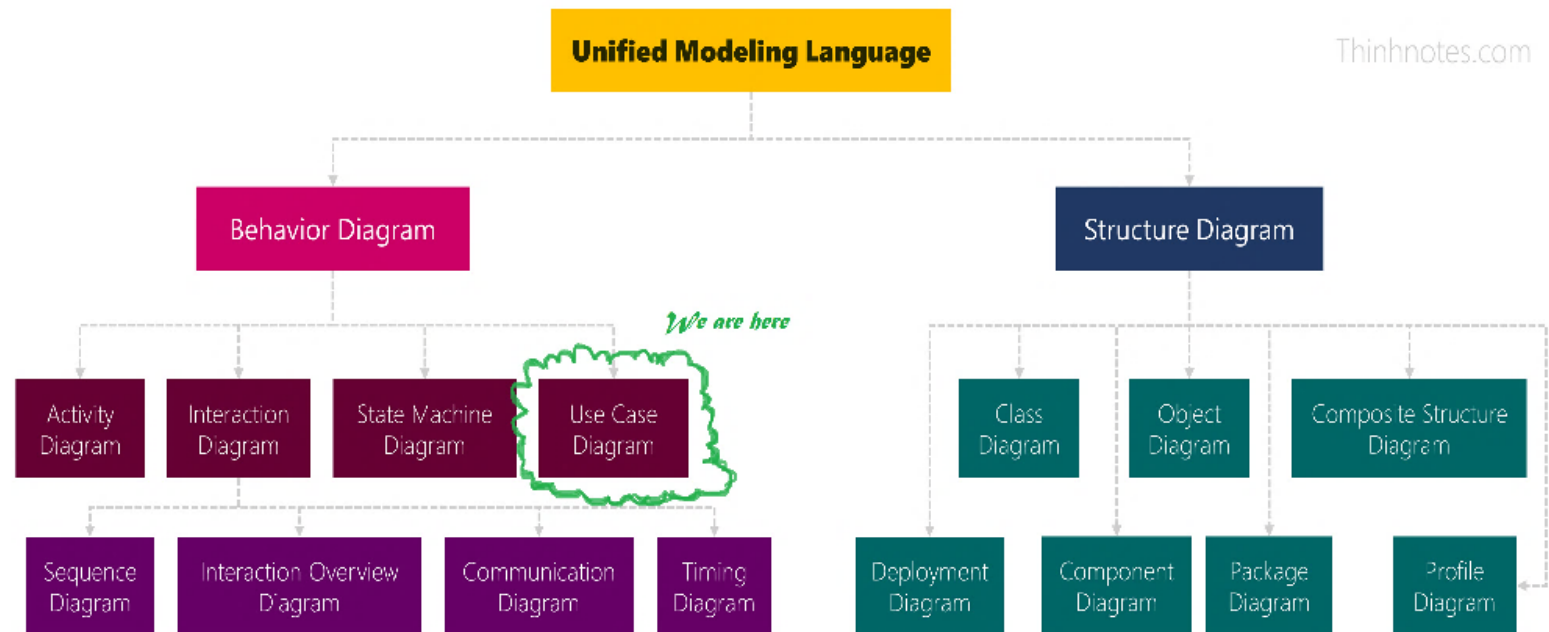 Unified Modeling Language
Thinhnotes.com
Behavior Diagram
Structure Diagram
We are here
Activity
Diagram
Interaction
Diagram
State Machine
Diagram
Use Case
Diagram
Class
Diagram
Object
Diagram
Composite Structure
Diagram
Sequence
Diagram
Interaction Overview
Diagram
Communication
Diagram
Timing
Diagram
Deployment
Diagram
Component
Diagram
Package
Diagram
Profile
Diagram